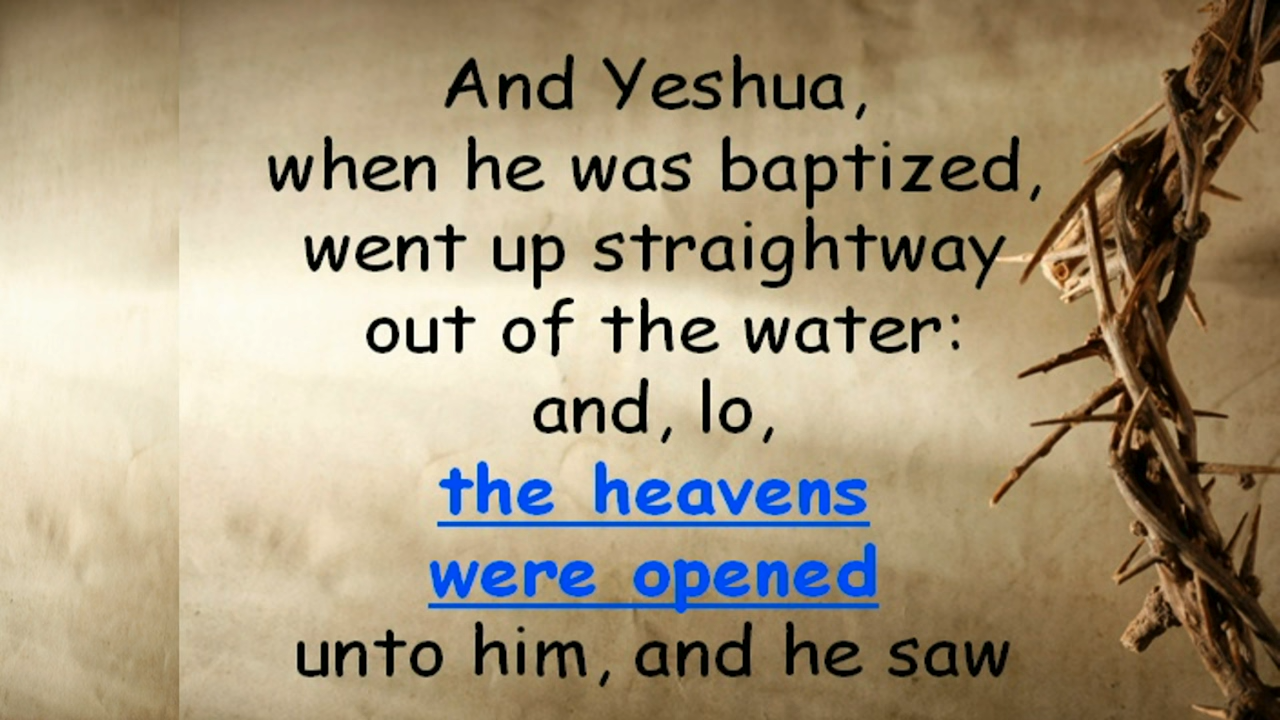 And Yeshua,
when he was baptized,
went up straightway
out of the water:
and, lo,
the heavens
were opened
unto him, and he saw